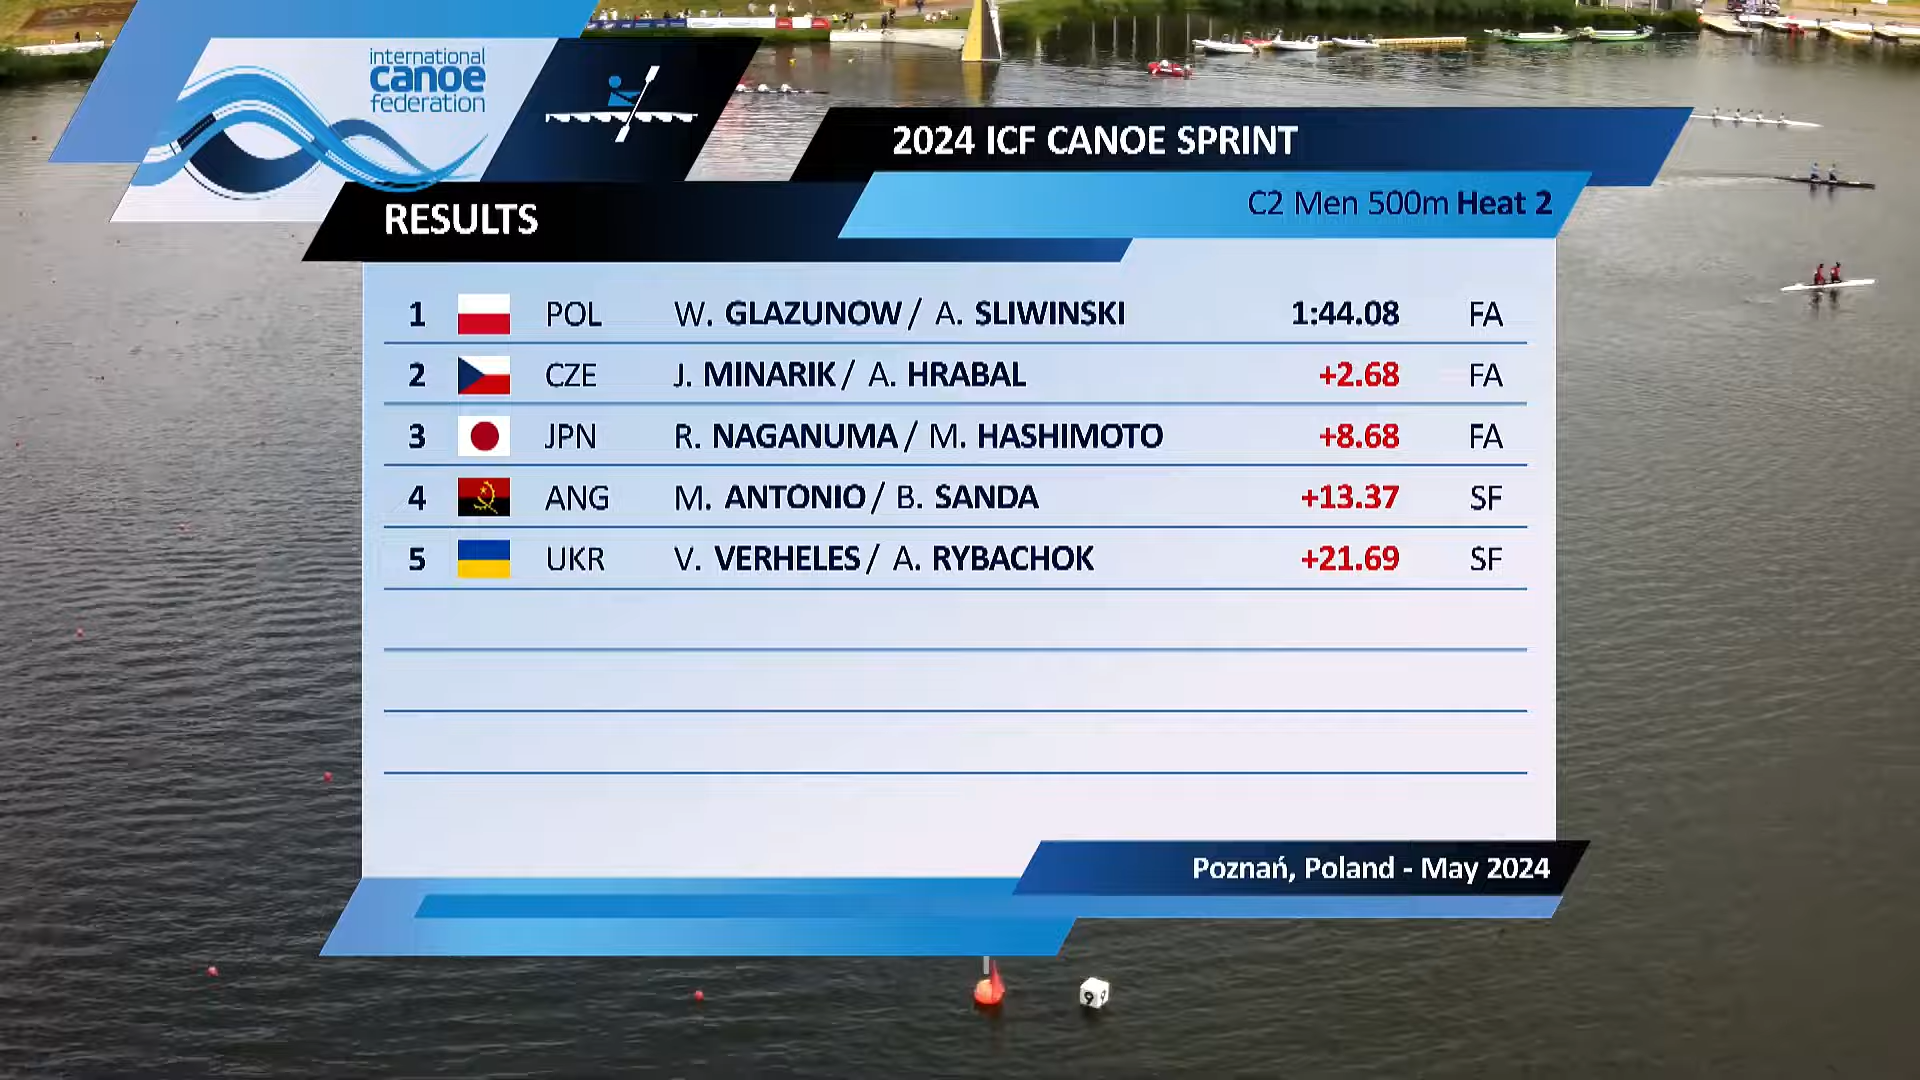 international
canoe
federation
2024 ICF CANOE SPRINT
C2 Men 500m Heat 2
RESULTS
1 POL W. GLAZUNOW / A. SLIWINSKI 1:44.08 FA
2 CZE J. MINARIK / A. HRABAL +2.68 FA
3 JPN R. NAGANUMA / M. HASHIMOTO +8.68 FA
4 ANG M. ANTONIO / B. SANDA +13.37 SF
5 UKR V. VERHELES / A. RYBACHOK +21.69 SF
Poznań, Poland - May 2024
9 9